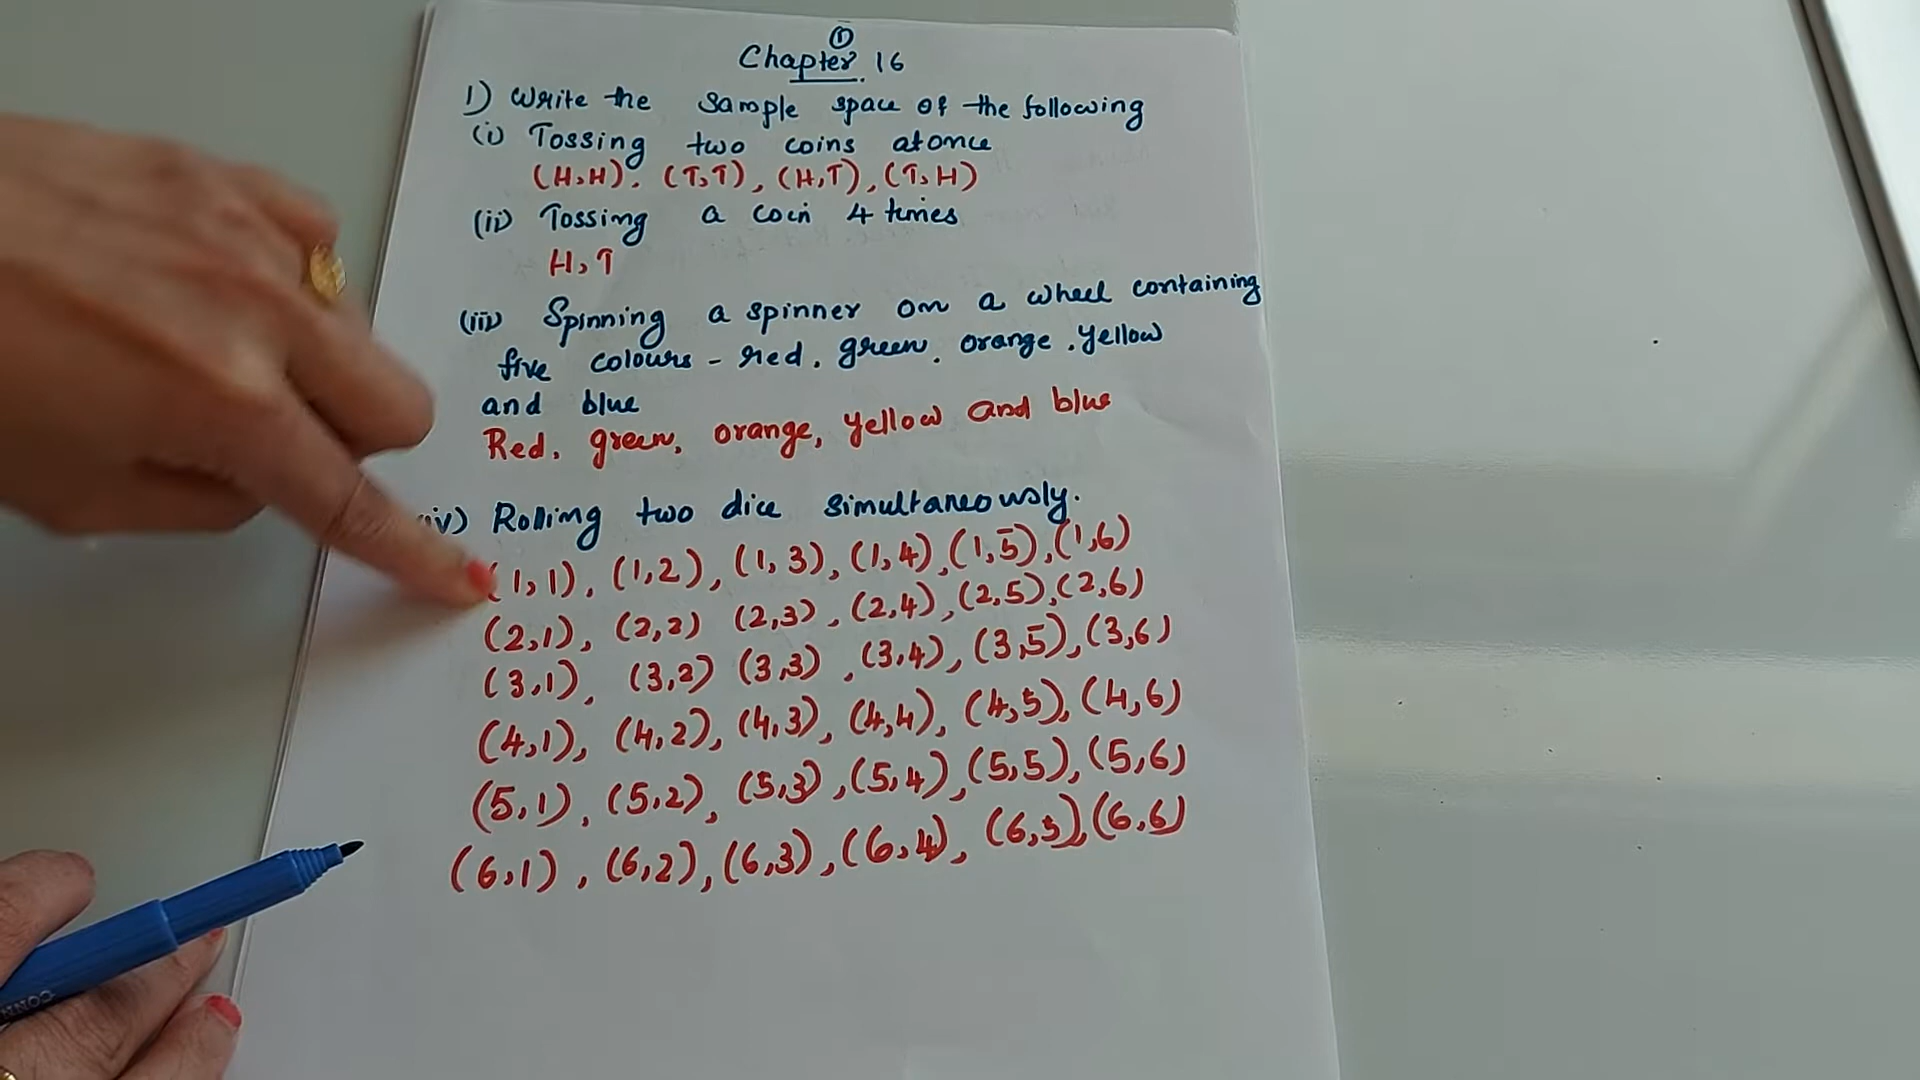 ①
Chapter 16
1) Write the sample space of the following
(i) Tossing two coins atonce
(H,H), (T,T), (H,T), (T,H)
(ii) Tossing a coin 4 times
H, T
(iii) Spinning a spinner on a wheel containing
five colours - red, green, orange, yellow
and blue
Red, green, orange, yellow and blue
iv) Rolling two dice simultaneously.
(1,1), (1,2), (1,3), (1,4), (1,5), (1,6)
(2,1), (2,2) (2,3), (2,4), (2,5), (2,6)
(3,1), (3,2) (3,3), (3,4), (3,5), (3,6)
(4,1), (4,2), (4,3), (4,4), (4,5), (4,6)
(5,1), (5,2), (5,3), (5,4), (5,5), (5,6)
(6,1), (6,2), (6,3), (6,4), (6,5), (6,6)